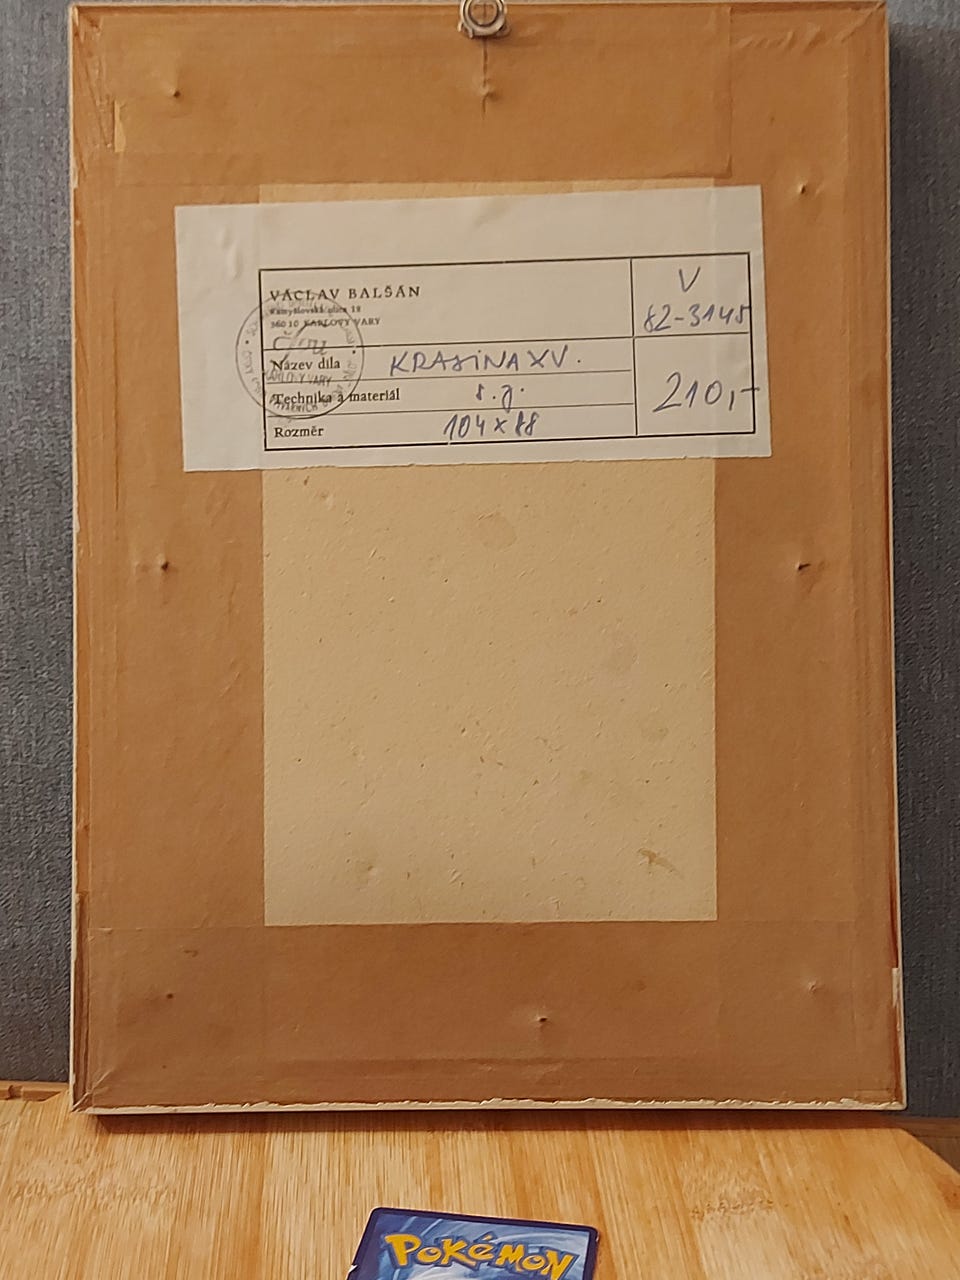 VÁCLAV BALŠÁN
360 10 KARLOVY VARY
V
82-3145
Název díla KRAJINA XV.
Technika a materiál s.j.
210,-
Rozměr 104 x 88
KARLOVY VARY
POKéMON